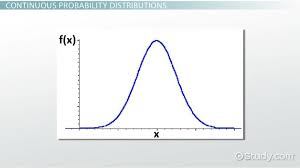 CONTINUOUS PROBABILITY DISTRIBUTIONS
f(x)
x
Study.com